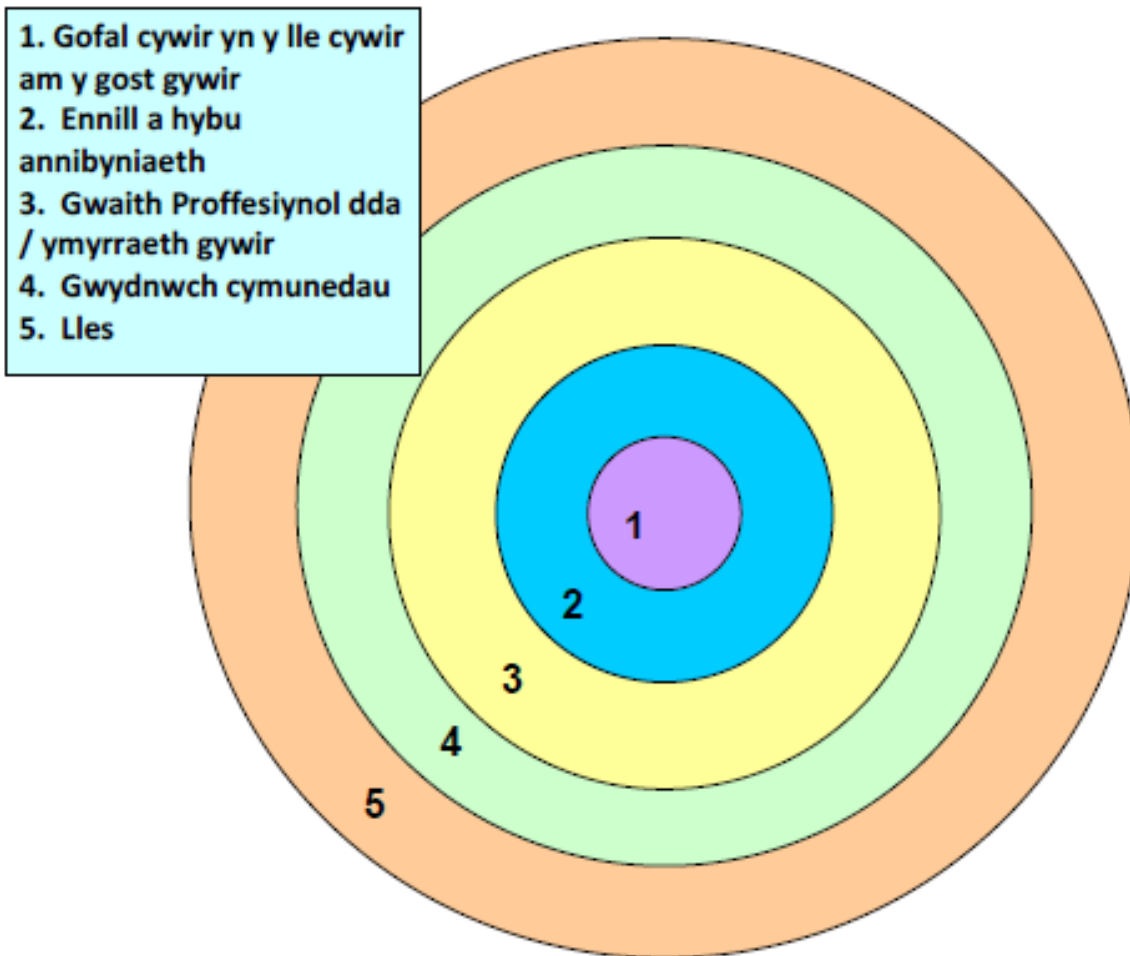 1. Gofal cywir yn y lle cywir
am y gost gywir
2. Ennill a hybu
annibyniaeth
3. Gwaith Proffesiynol dda
/ ymyrraeth gywir
4. Gwydnwch cymunedau
5. Lles
1
2
3
4
5